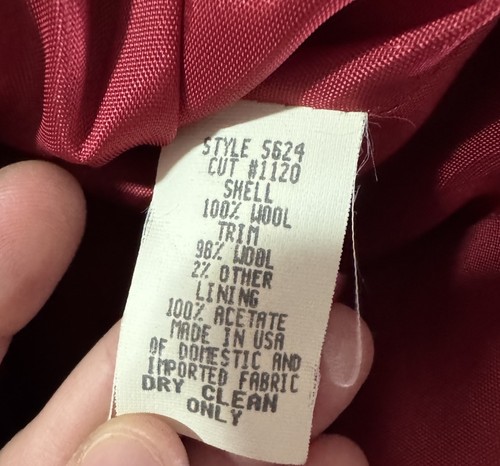 STYLE 5624
CUT #1120
SHELL
100% WOOL
TRIM
98% WOOL
2% OTHER
LINING
100% ACETATE
MADE IN USA
OF DOMESTIC AND
IMPORTED FABRIC
DRY CLEAN
ONLY